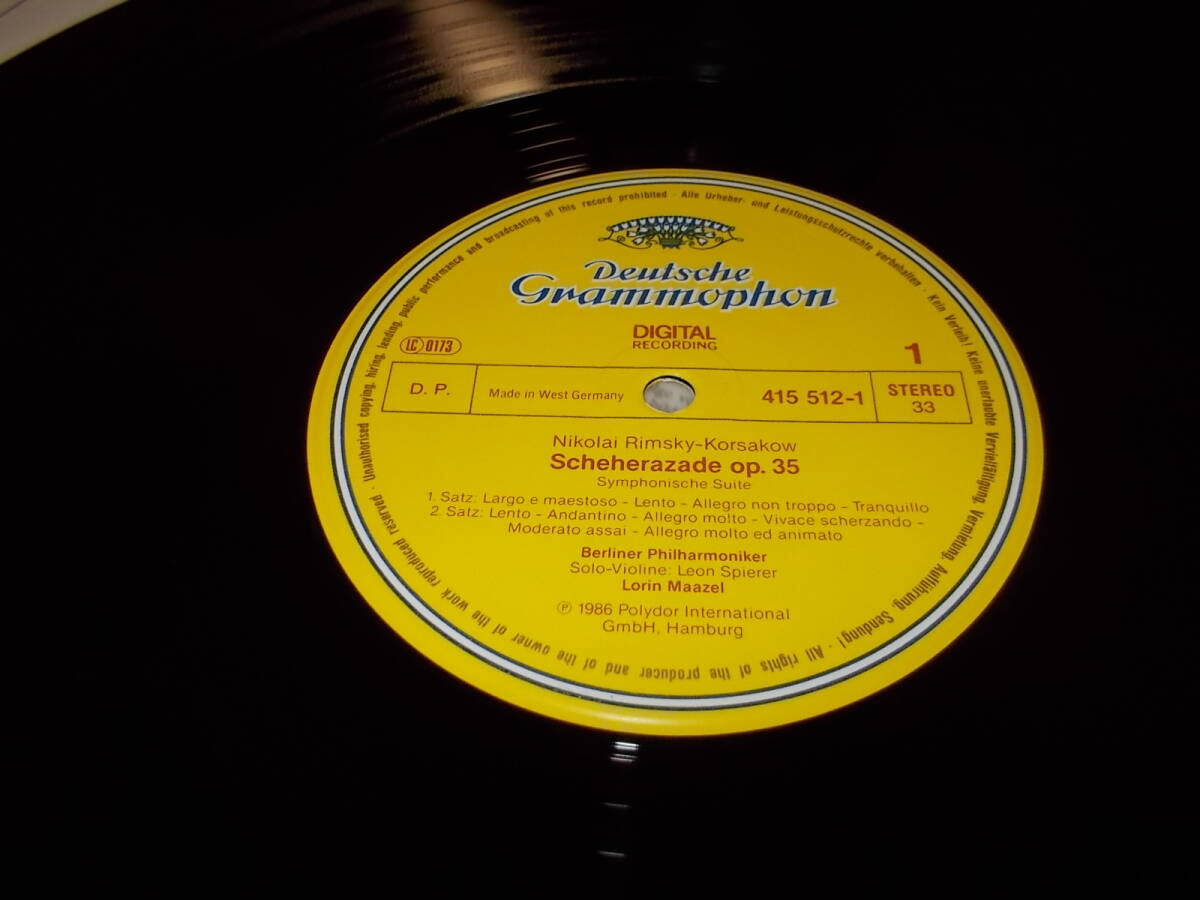 Deutsche
Grammophon
DIGITAL
RECORDING
LC 0173
1
D. P.
Made in West Germany
415 512-1
STEREO
33
Nikolai Rimsky-Korsakow
Scheherazade op. 35
Symphonische Suite
1. Satz: Largo e maestoso - Lento - Allegro non troppo - Tranquillo
2. Satz: Lento - Andantino - Allegro molto - Vivace scherzando -
Moderato assai - Allegro molto ed animato
Berliner Philharmoniker
Solo-Violine: Leon Spierer
Lorin Maazel
℗ 1986 Polydor International
GmbH, Hamburg
Alle Urheber- und Leistungsschutzrechte vorbehalten · Kein Verleih! Keine unerlaubte Vervielfältigung, Vermietung, Aufführung, Sendung! · All rights of the producer and of the owner of the work reproduced reserved · Unauthorised copying, hiring, lending, public performance and broadcasting of this record prohibited ·